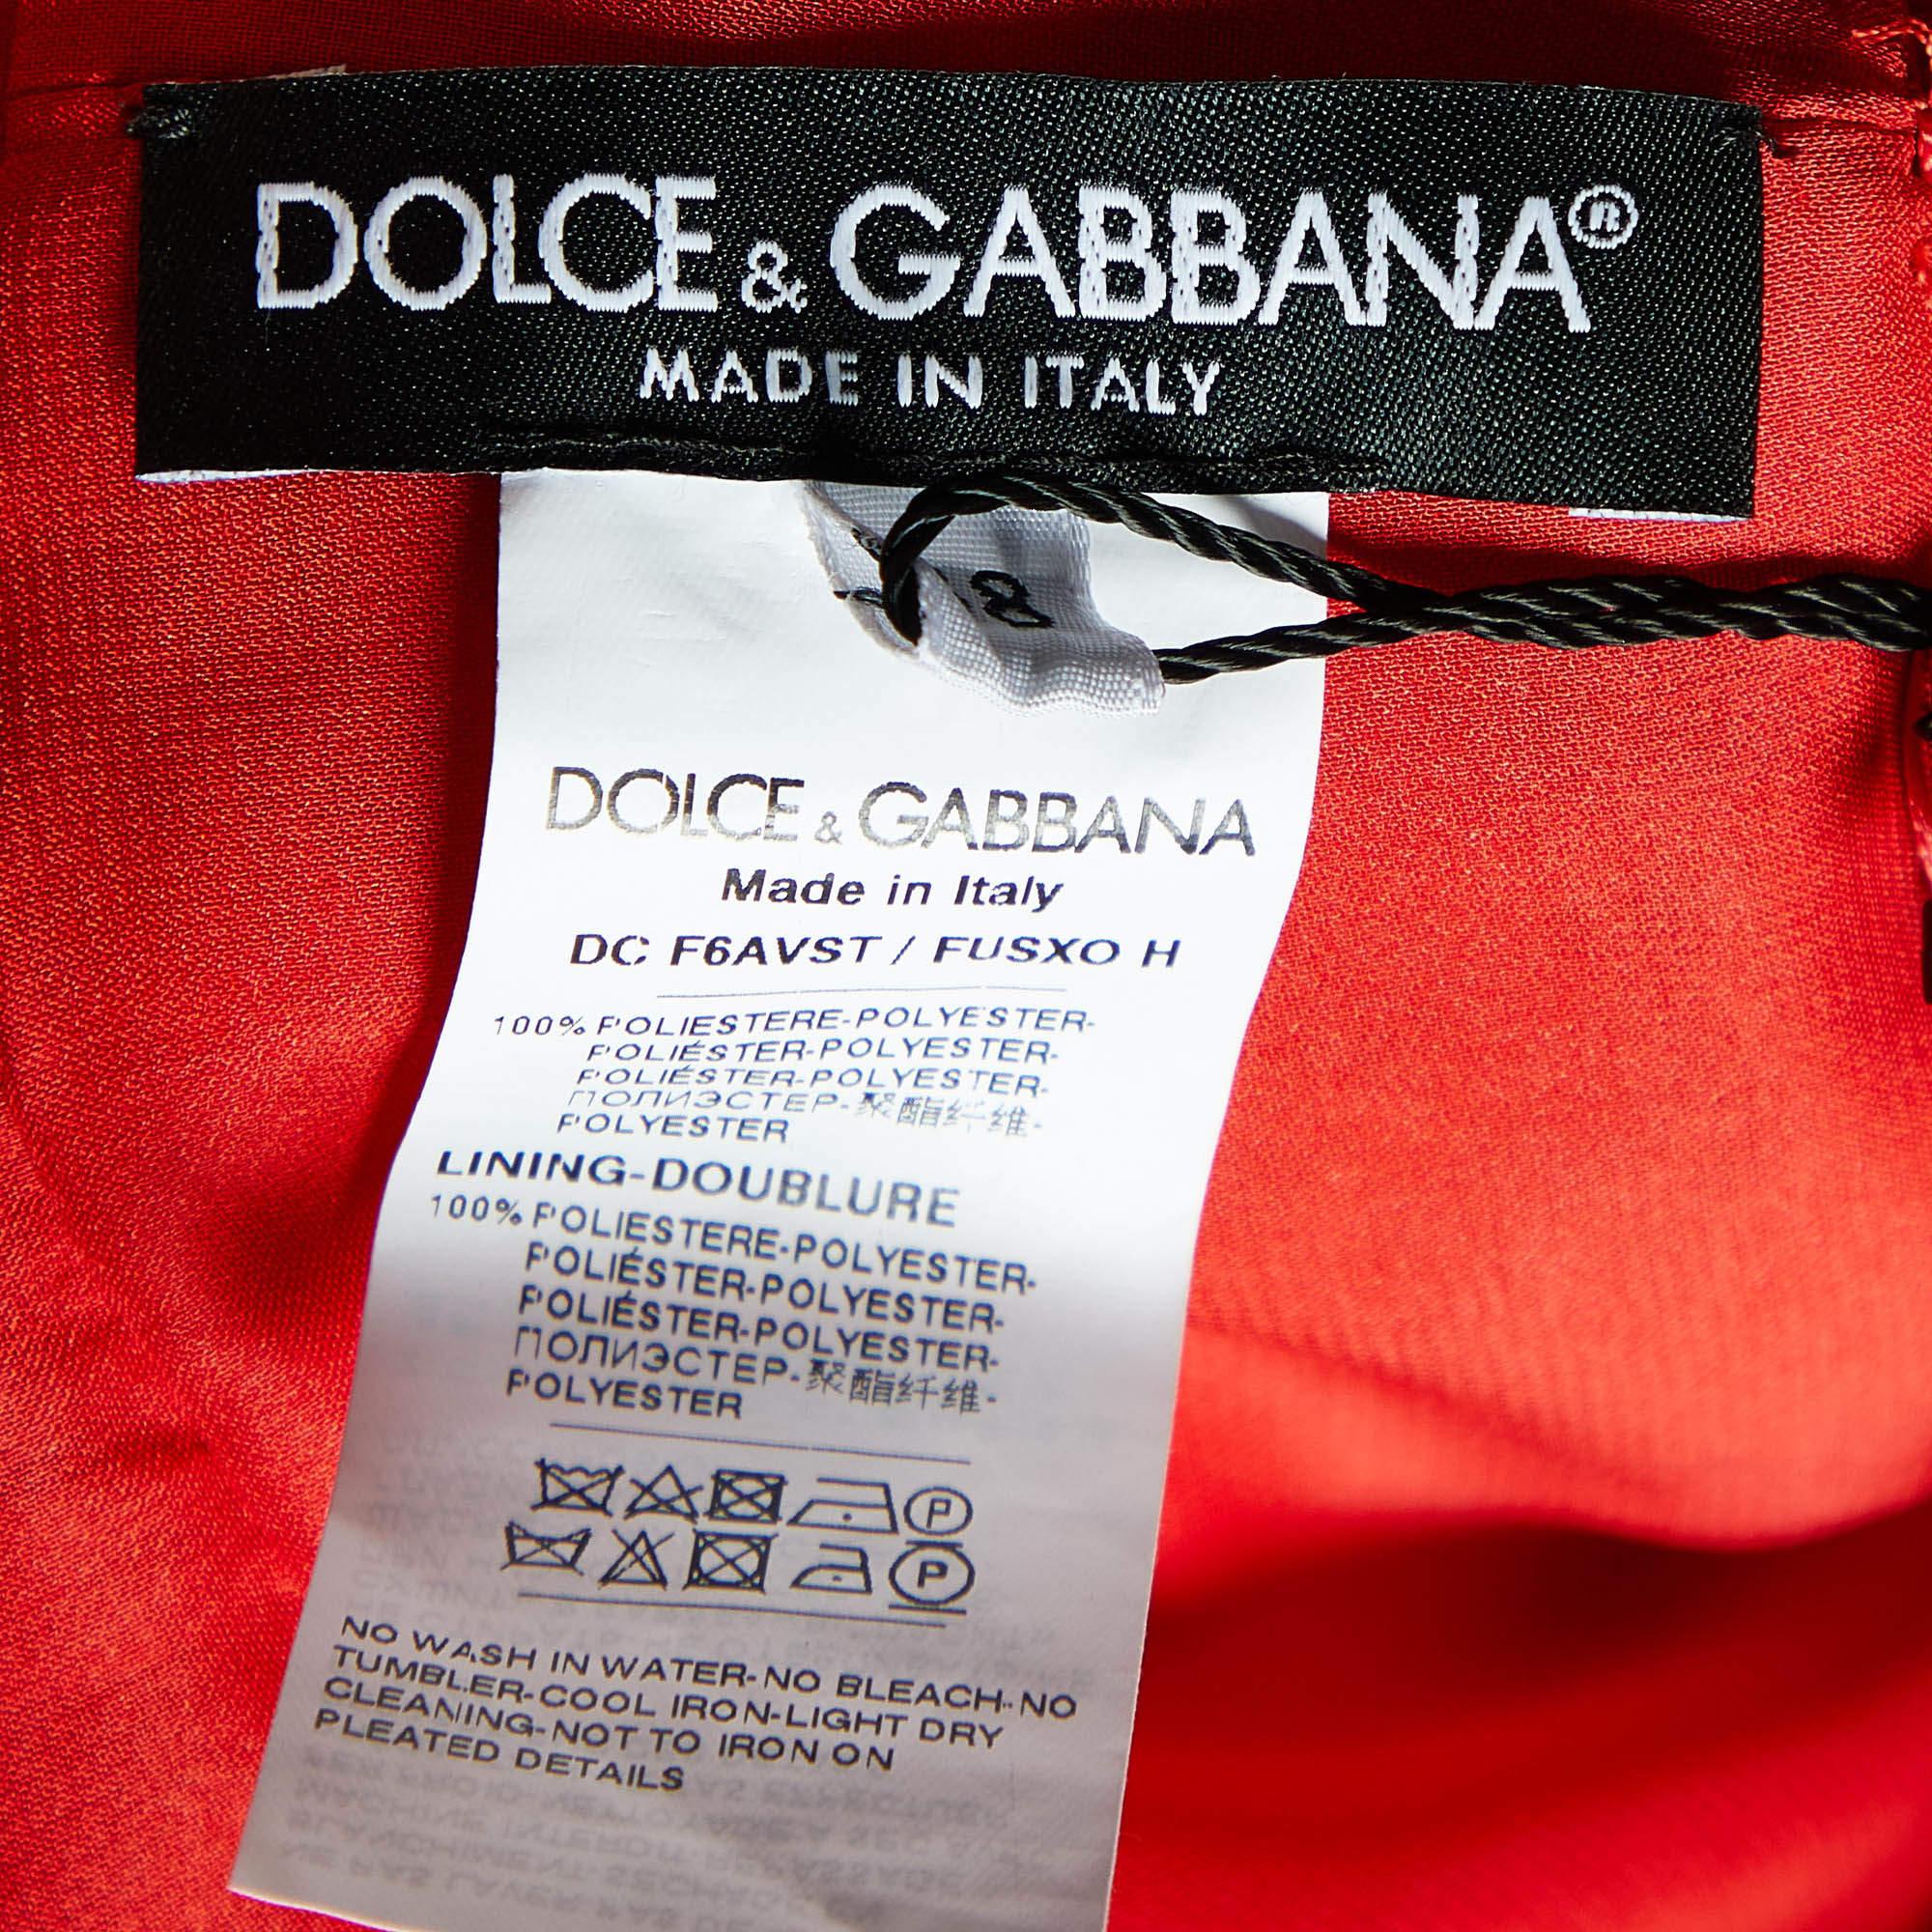 DOLCE & GABBANA®
MADE IN ITALY
8
DOLCE & GABBANA
Made in Italy
DC F6AVST / FUSXO H
100% POLIESTERE-POLYESTER-
POLIÉSTER-POLYESTER-
POLIÉSTER-POLYESTER-
ПОЛИЭСТЕР-聚酯纤维-
POLYESTER
LINING-DOUBLURE
100% POLIESTERE-POLYESTER-
POLIÉSTER-POLYESTER-
POLIÉSTER-POLYESTER-
ПОЛИЭСТЕР-聚酯纤维-
POLYESTER
P
P
NO WASH IN WATER-NO BLEACH-NO
TUMBLER-COOL IRON-LIGHT DRY
CLEANING-NOT TO IRON ON
PLEATED DETAILS